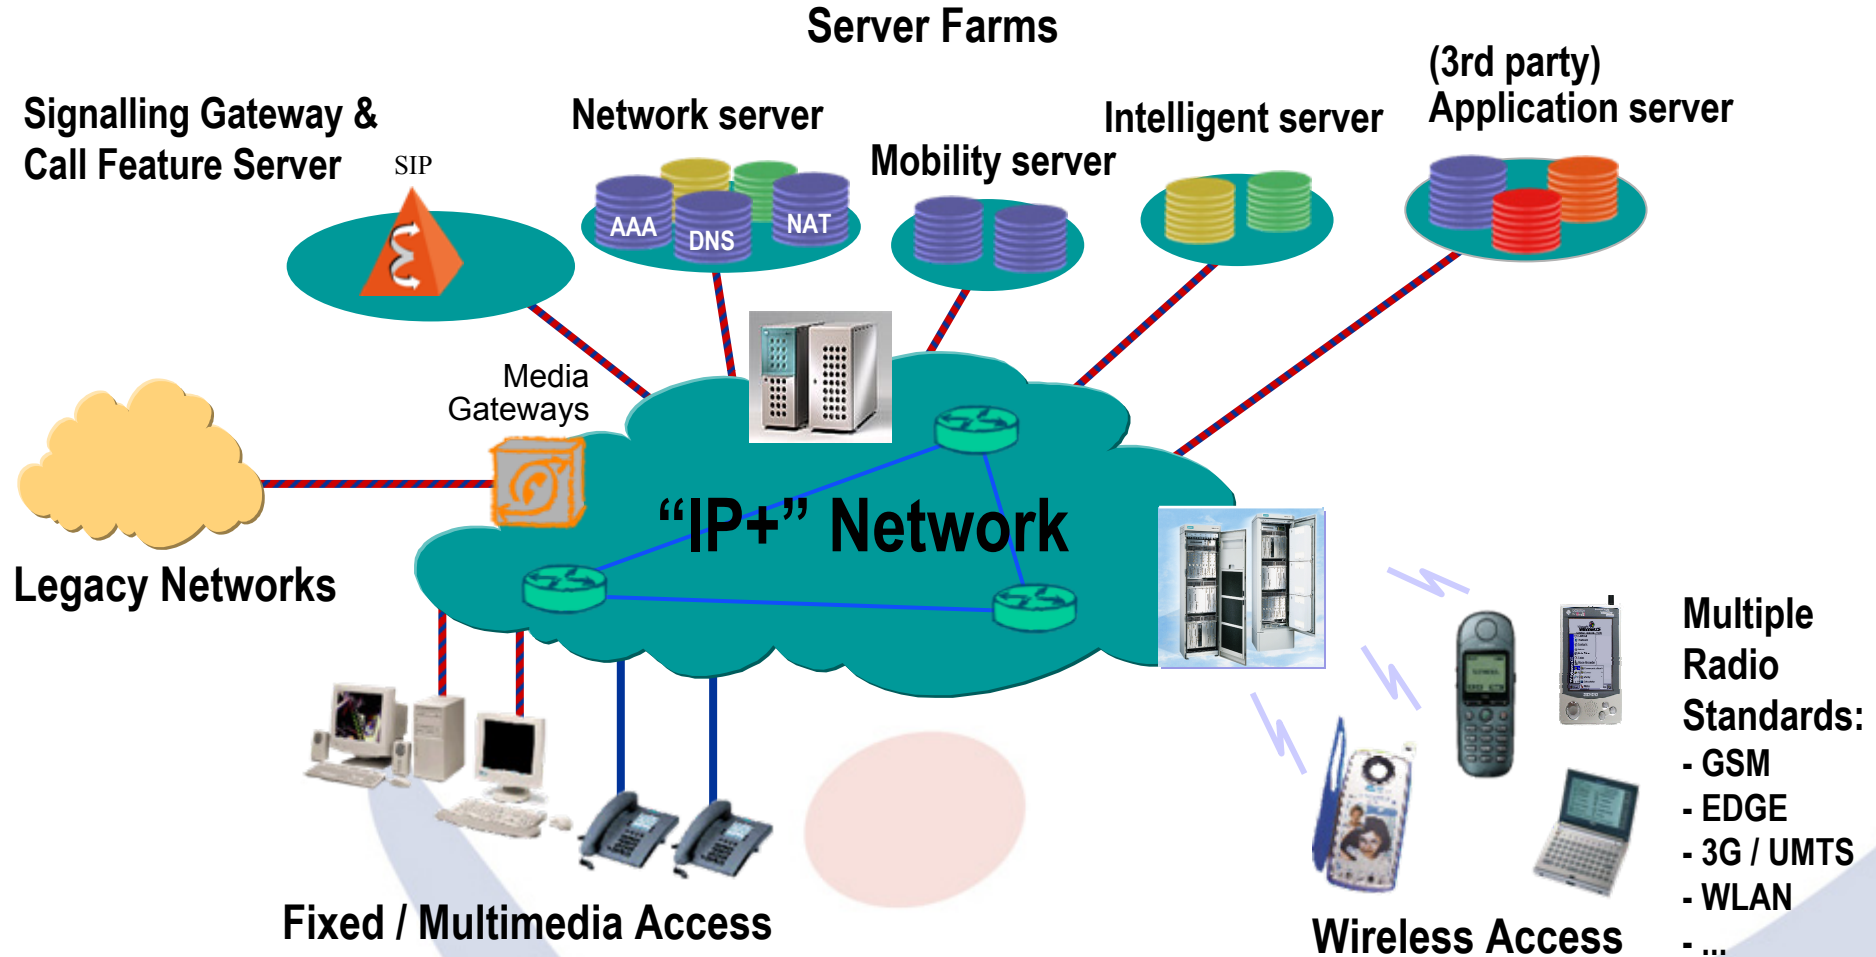 Server Farms
(3rd party)
Application server
Signalling Gateway &
Call Feature Server
SIP
Network server
Mobility server
Intelligent server
AAA
DNS
NAT
Media
Gateways
Legacy Networks
“IP+” Network
Multiple
Radio
Standards:
- GSM
- EDGE
- 3G / UMTS
- WLAN
- ...
Fixed / Multimedia Access
Wireless Access